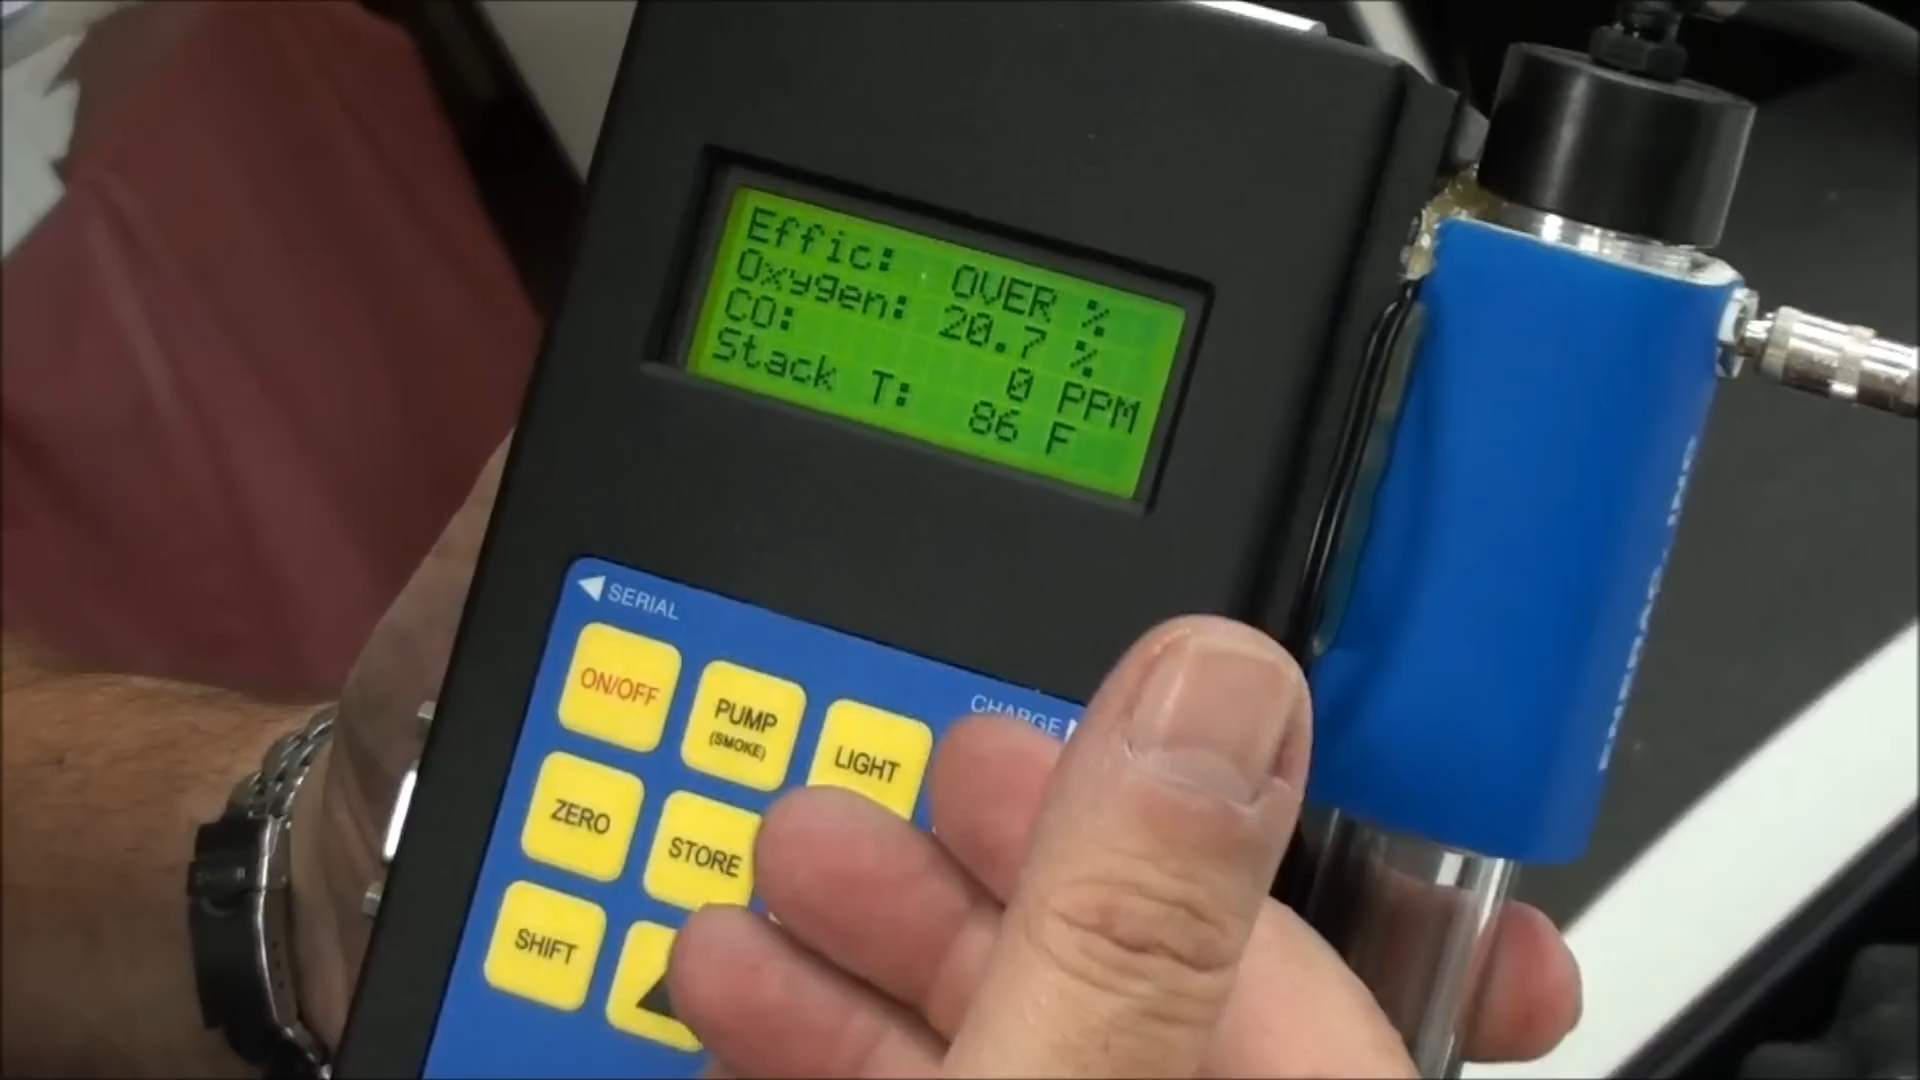 Effic: OVER %
Oxygen: 20.7 %
CO: 0 PPM
Stack T: 86 F
SERIAL
CHARGE
ON/OFF
PUMP
(SMOKE)
LIGHT
ZERO
STORE
SHIFT